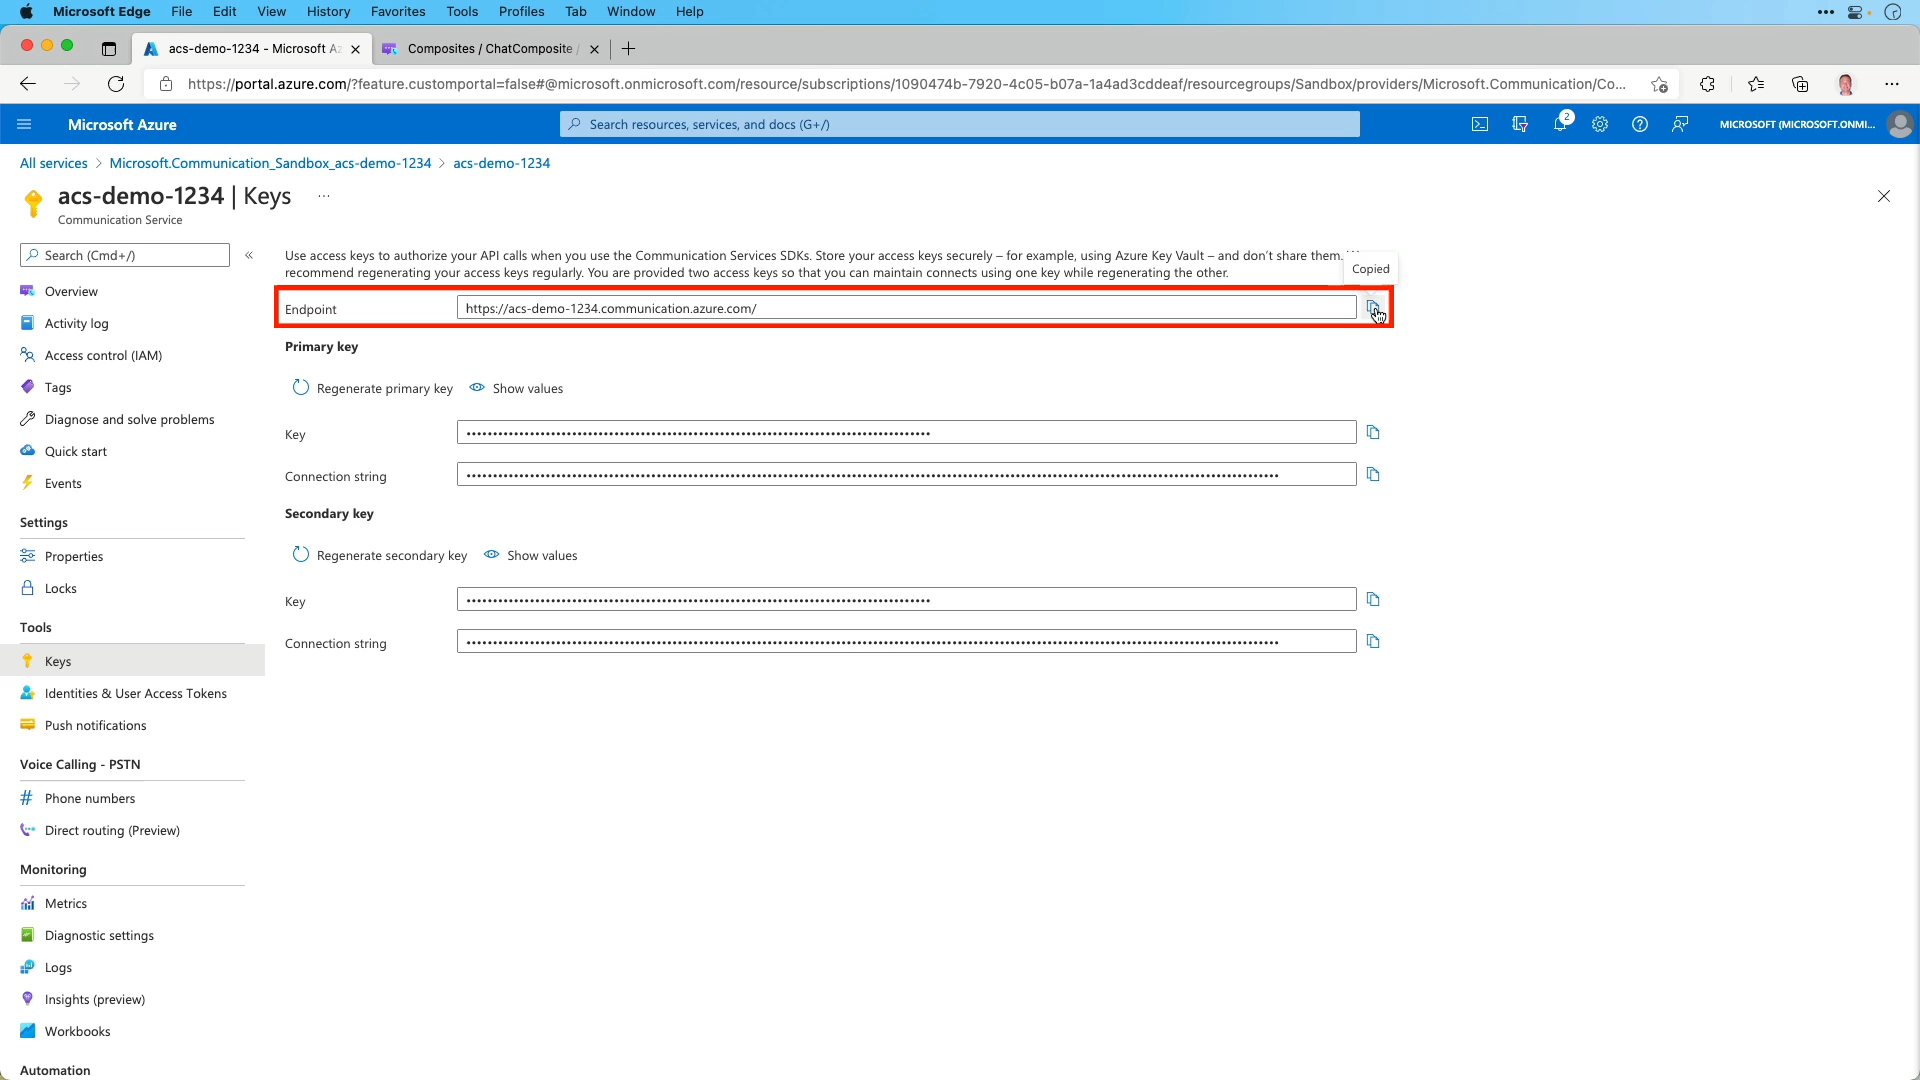 Microsoft Edge File Edit View History Favorites Tools Profiles Tab Window Help
acs-demo-1234 - Microsoft Az
Composites / ChatComposite /
https://portal.azure.com/?feature.customportal=false#@microsoft.onmicrosoft.com/resource/subscriptions/1090474b-7920-4c05-b07a-1a4ad3cddeaf/resourcegroups/Sandbox/providers/Microsoft.Communication/Co...
Microsoft Azure
Search resources, services, and docs (G+/)
2
MICROSOFT (MICROSOFT.ONMI...
All services > Microsoft.Communication_Sandbox_acs-demo-1234 > acs-demo-1234
acs-demo-1234 | Keys ...
Communication Service
Search (Cmd+/)
«
Overview
Activity log
Access control (IAM)
Tags
Diagnose and solve problems
Quick start
Events
Settings
Properties
Locks
Tools
Keys
Identities & User Access Tokens
Push notifications
Voice Calling - PSTN
Phone numbers
Direct routing (Preview)
Monitoring
Metrics
Diagnostic settings
Logs
Insights (preview)
Workbooks
Automation
Use access keys to authorize your API calls when you use the Communication Services SDKs. Store your access keys securely – for example, using Azure Key Vault – and don't share them.
recommend regenerating your access keys regularly. You are provided two access keys so that you can maintain connects using one key while regenerating the other.
Copied
Endpoint
https://acs-demo-1234.communication.azure.com/
Primary key
Regenerate primary key
Show values
Key
Connection string
Secondary key
Regenerate secondary key
Show values
Key
Connection string